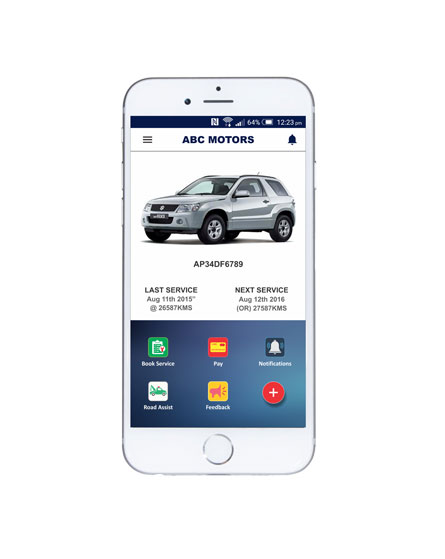 64% 12:23 pm
ABC MOTORS
AP34DF6789
LAST SERVICE
Aug 11th 2015"
@ 26587KMS
NEXT SERVICE
Aug 12th 2016
(OR) 27587KMS
Book Service
Pay
Notifications
Road Assist
Feedback